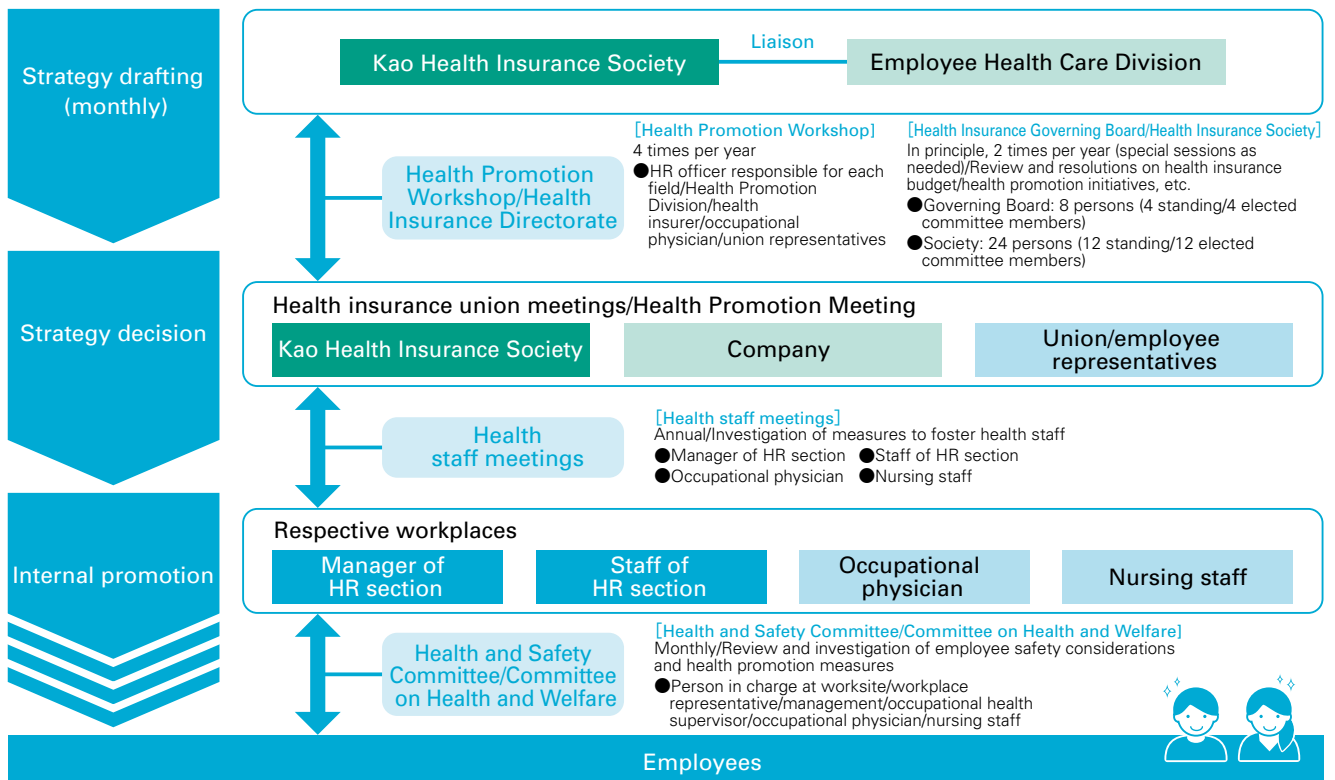 Strategy drafting
(monthly)
Kao Health Insurance Society
Liaison
Employee Health Care Division
Health Promotion
Workshop/Health
Insurance Directorate
[Health Promotion Workshop]
4 times per year
●HR officer responsible for each
field/Health Promotion
Division/health
insurer/occupational
physician/union representatives
[Health Insurance Governing Board/Health Insurance Society]
In principle, 2 times per year (special sessions as
needed)/Review and resolutions on health insurance
budget/health promotion initiatives, etc.
●Governing Board: 8 persons (4 standing/4 elected
committee members)
●Society: 24 persons (12 standing/12 elected
committee members)
Strategy decision
Health insurance union meetings/Health Promotion Meeting
Kao Health Insurance Society
Company
Union/employee
representatives
Health
staff meetings
[Health staff meetings]
Annual/Investigation of measures to foster health staff
●Manager of HR section ●Staff of HR section
●Occupational physician ●Nursing staff
Internal promotion
Respective workplaces
Manager of
HR section
Staff of
HR section
Occupational
physician
Nursing staff
Health and Safety
Committee/Committee
on Health and Welfare
[Health and Safety Committee/Committee on Health and Welfare]
Monthly/Review and investigation of employee safety considerations
and health promotion measures
●Person in charge at worksite/workplace
representative/management/occupational health
supervisor/occupational physician/nursing staff
Employees